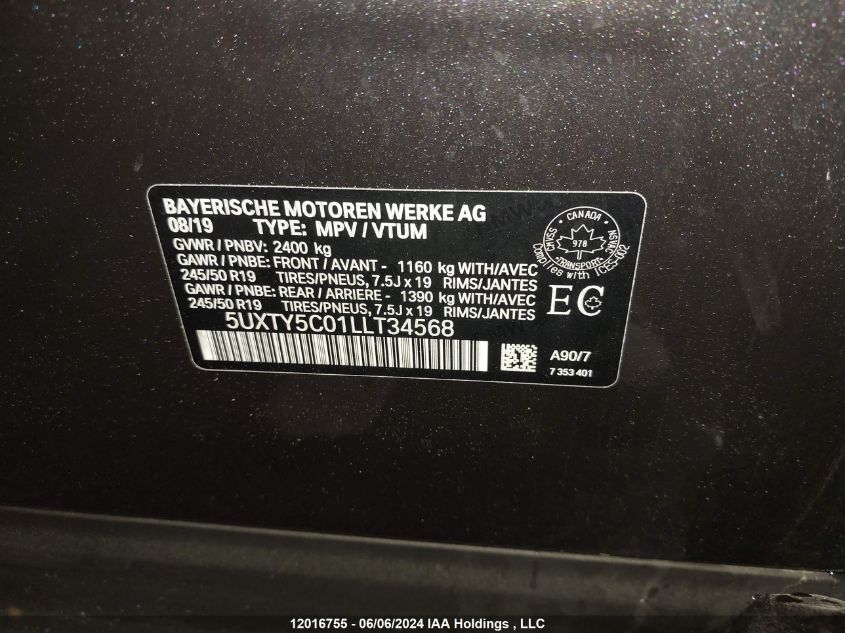 BAYERISCHE MOTOREN WERKE AG
08/19 TYPE: MPV / VTUM
GVWR / PNBV: 2400 kg
GAWR / PNBE: FRONT / AVANT - 1160 kg WITH/AVEC
245/50 R19 TIRES/PNEUS, 7.5J x 19 RIMS/JANTES
GAWR / PNBE: REAR / ARRIERE - 1390 kg WITH/AVEC
245/50 R19 TIRES/PNEUS, 7.5J x 19 RIMS/JANTES
5UXTY5C01LLT34568
CANADA
978
TRANSPORT
CMVSS
NSVAC
Complies with ICES-002
EC
A90/7
7 353 401
12016755 - 06/06/2024 IAA Holdings , LLC